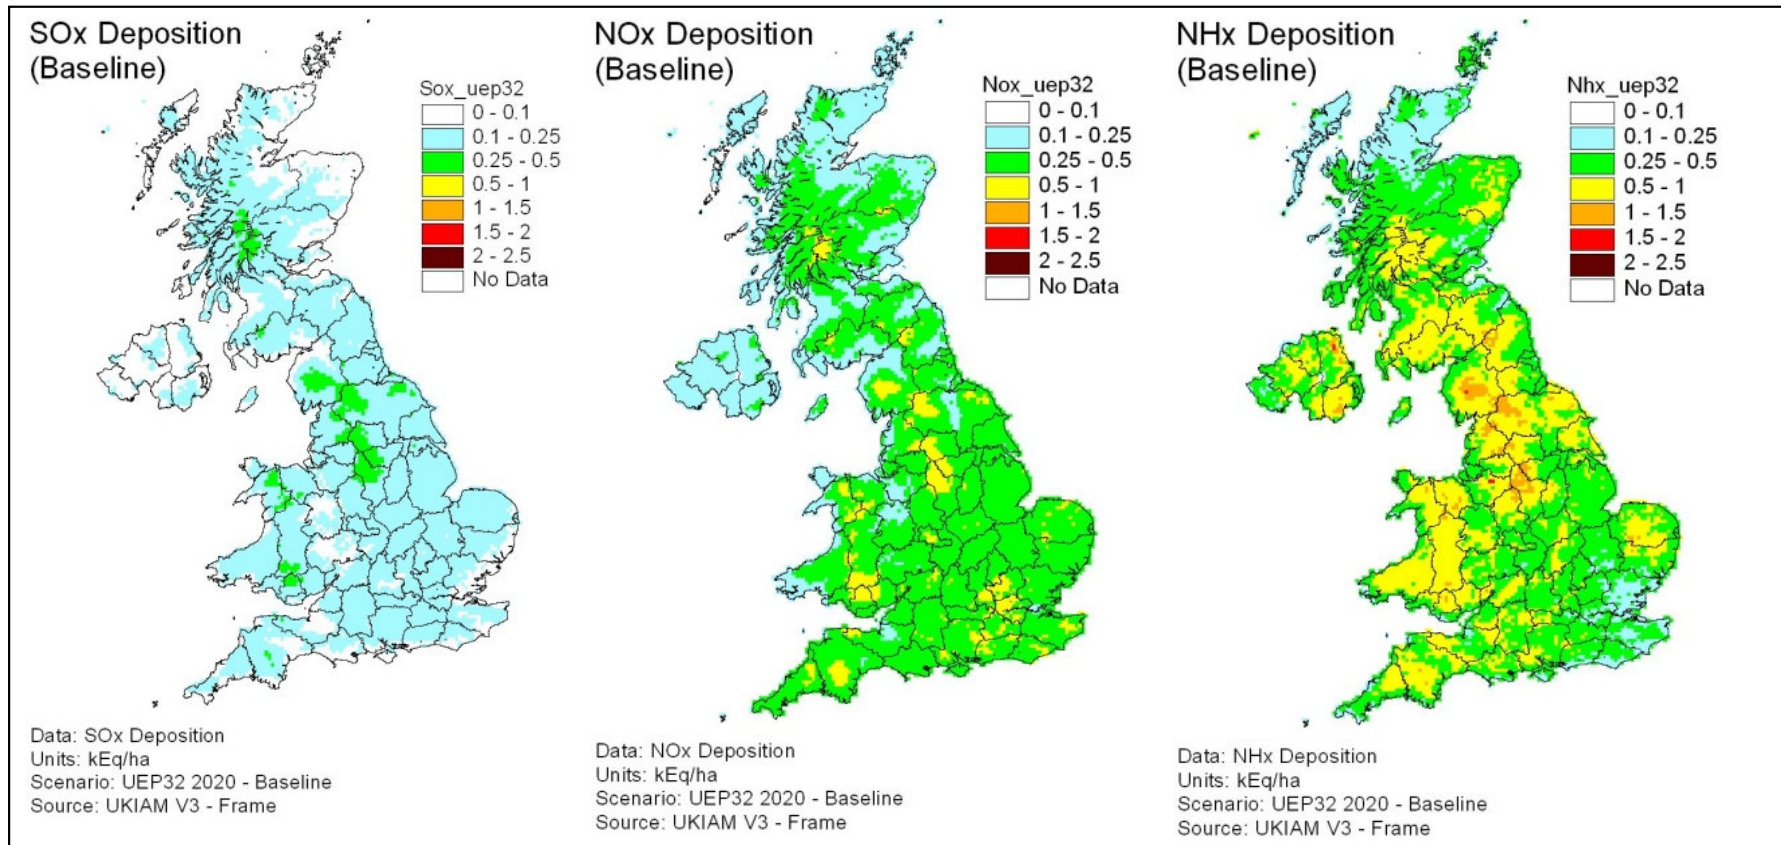 SOx Deposition
(Baseline)
Sox_uep32
0 - 0.1
0.1 - 0.25
0.25 - 0.5
0.5 - 1
1 - 1.5
1.5 - 2
2 - 2.5
No Data
Data: SOx Deposition
Units: kEq/ha
Scenario: UEP32 2020 - Baseline
Source: UKIAM V3 - Frame
NOx Deposition
(Baseline)
Nox_uep32
0 - 0.1
0.1 - 0.25
0.25 - 0.5
0.5 - 1
1 - 1.5
1.5 - 2
2 - 2.5
No Data
Data: NOx Deposition
Units: kEq/ha
Scenario: UEP32 2020 - Baseline
Source: UKIAM V3 - Frame
NHx Deposition
(Baseline)
Nhx_uep32
0 - 0.1
0.1 - 0.25
0.25 - 0.5
0.5 - 1
1 - 1.5
1.5 - 2
2 - 2.5
No Data
Data: NHx Deposition
Units: kEq/ha
Scenario: UEP32 2020 - Baseline
Source: UKIAM V3 - Frame